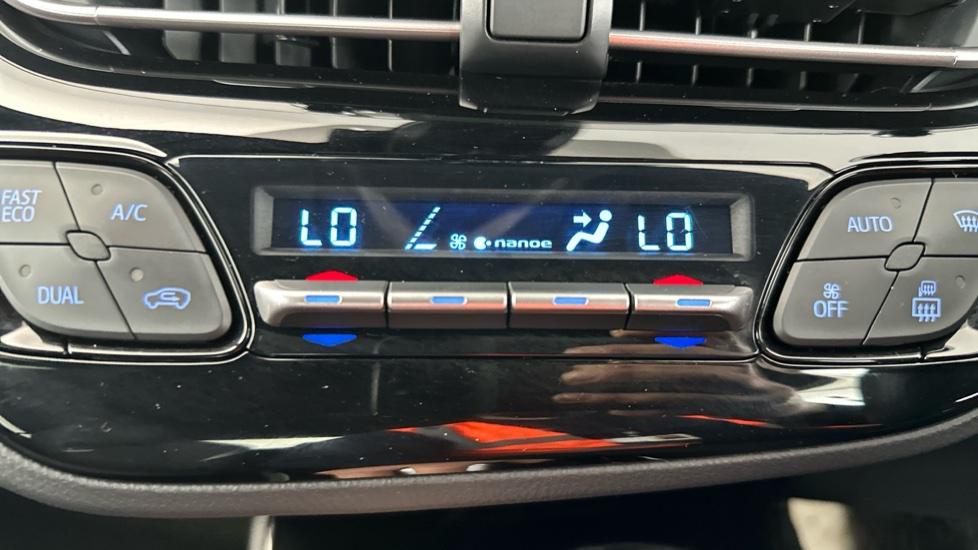 FAST ECO
A/C
DUAL
LO
nanoe
LO
AUTO
OFF